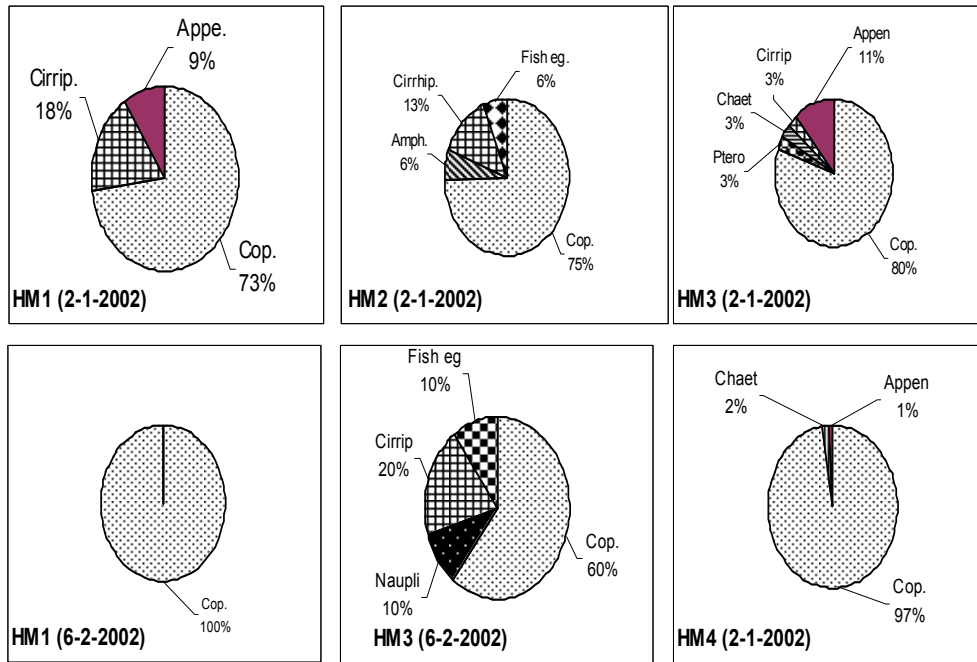 Appe.
9%
Cirrip.
18%
Cop.
73%
HM1 (2-1-2002)
Fish eg.
6%
Cirrhip.
13%
Amph.
6%
Cop.
75%
HM2 (2-1-2002)
Appen
11%
Cirrip
3%
Chaet
3%
Ptero
3%
Cop.
80%
HM3 (2-1-2002)
Cop.
100%
HM1 (6-2-2002)
Fish eg
10%
Cirrip
20%
Naupli
10%
Cop.
60%
HM3 (6-2-2002)
Chaet
2%
Appen
1%
Cop.
97%
HM4 (2-1-2002)